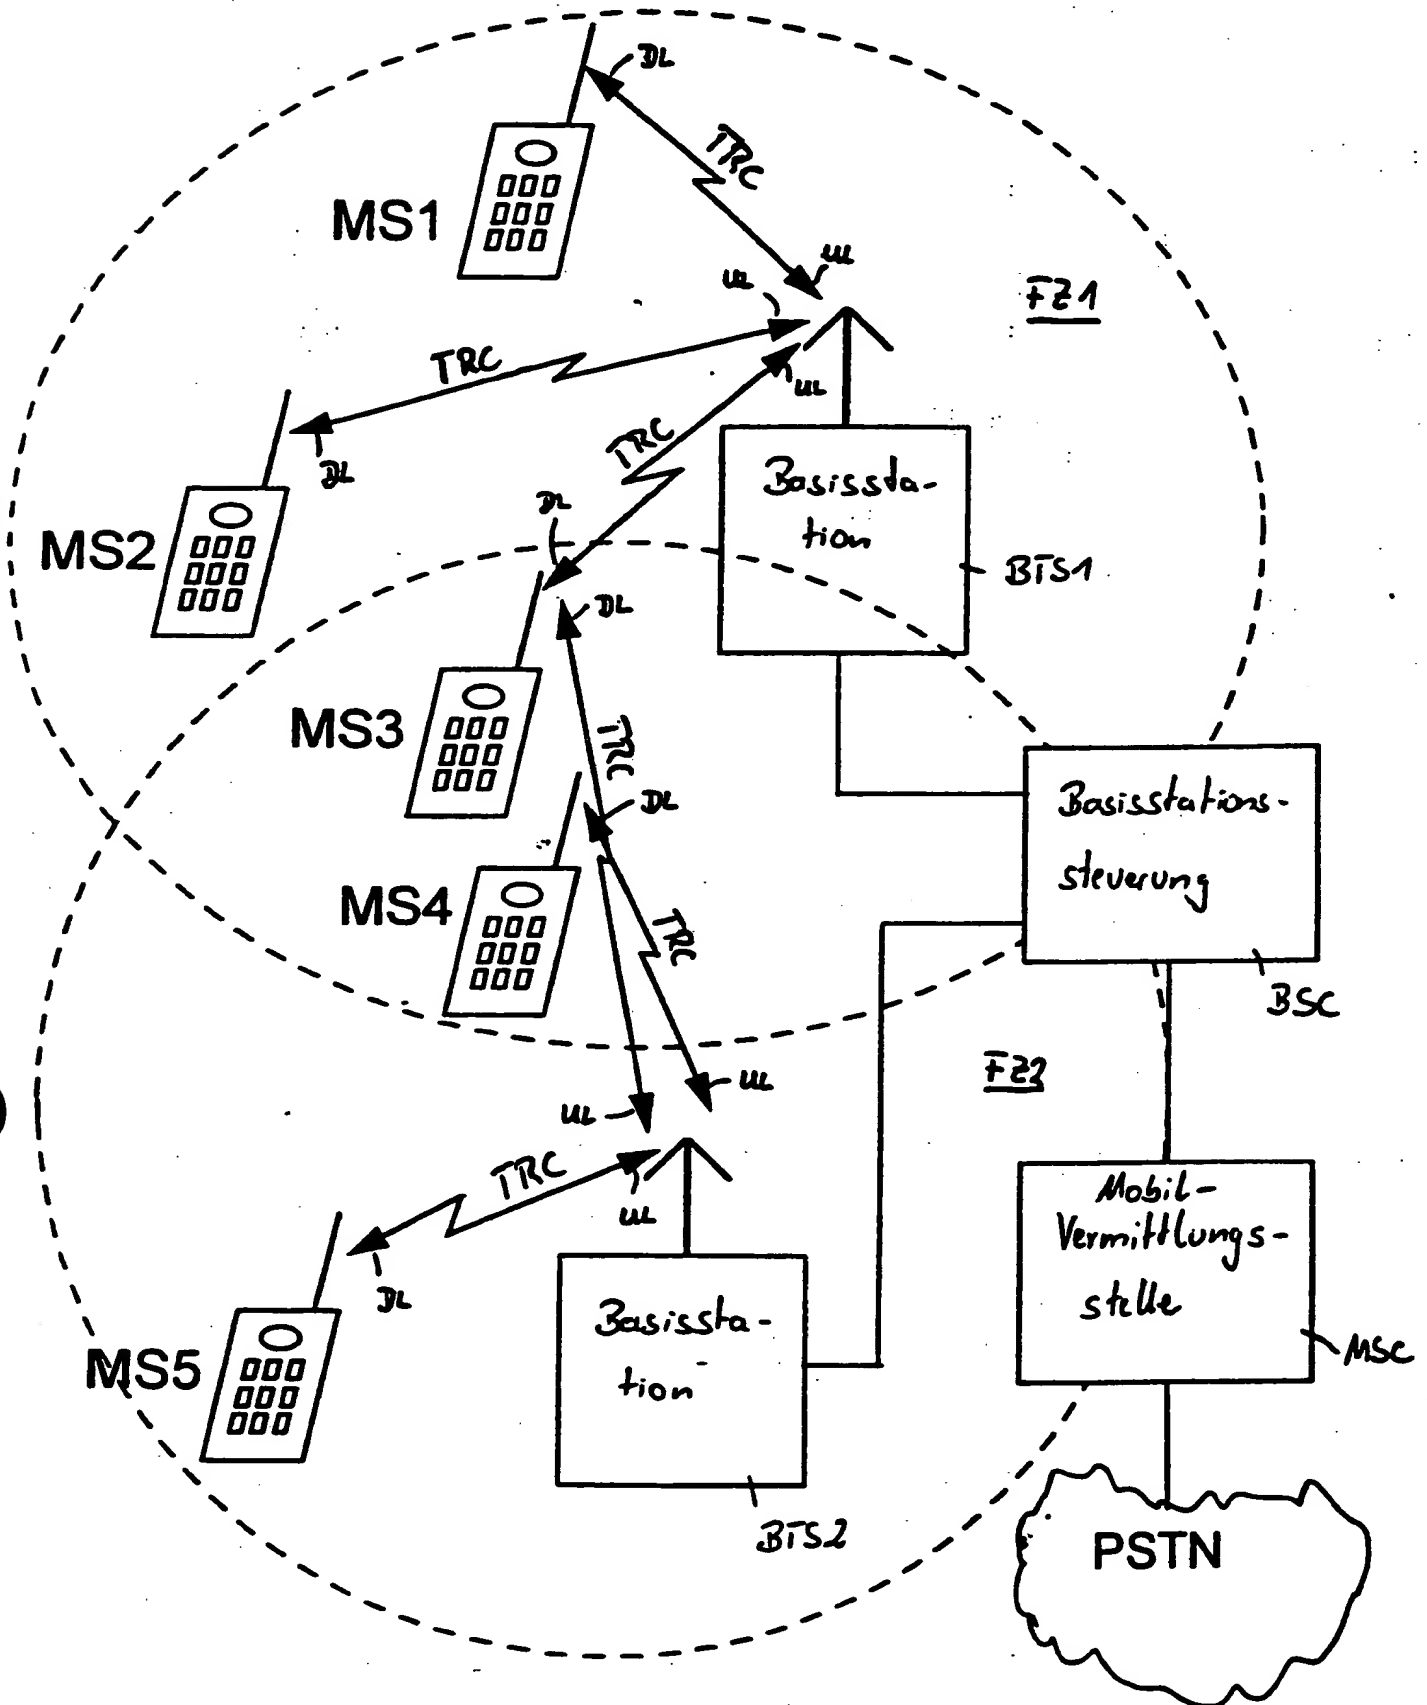 DL
TRC
MS1
UL
UL
FZ1
TRC
UL
TRC
DL
Basissta-
tion
DL
MS2
BTS1
DL
MS3
TRC
DL
Basisstations-
steuerung
MS4
TRC
BSC
FZ2
UL
UL
TRC
Mobil-
Vermittlungs-
stelle
UL
DL
Basissta-
tion
MS5
MSC
BTS2
PSTN